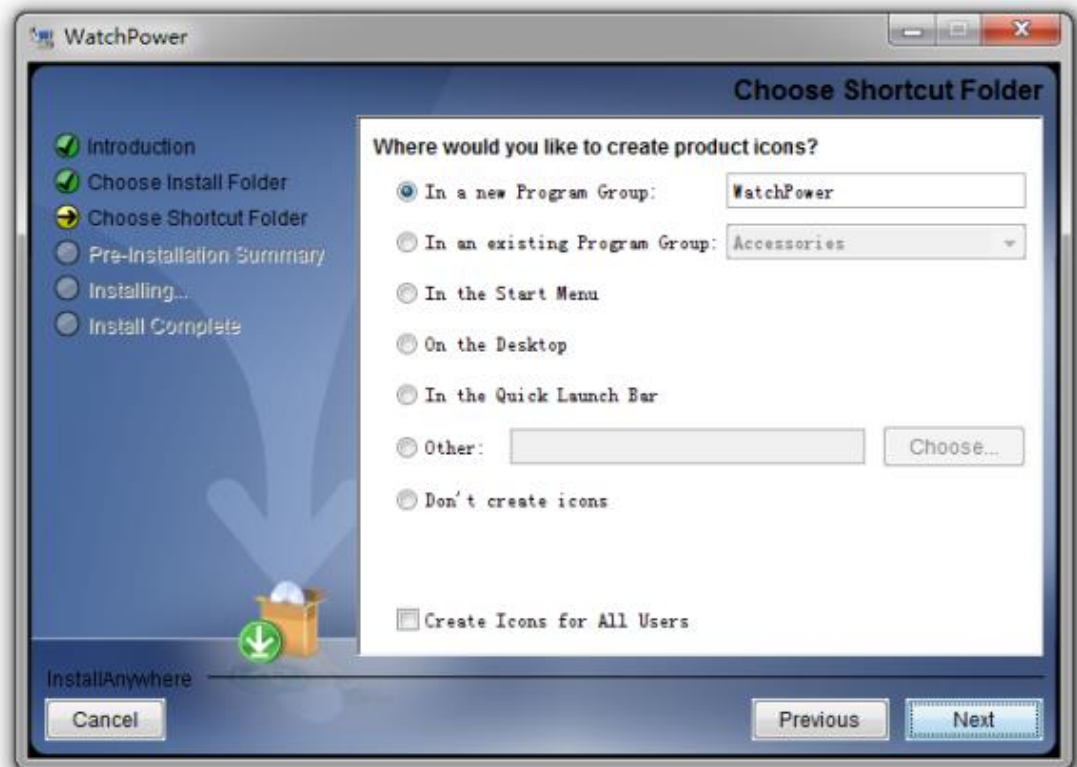 WatchPower
Choose Shortcut Folder
Introduction
Choose Install Folder
Choose Shortcut Folder
Pre-Installation Summary
Installing...
Install Complete
Where would you like to create product icons?
In a new Program Group: WatchPower
In an existing Program Group: Accessories
In the Start Menu
On the Desktop
In the Quick Launch Bar
Other: Choose...
Don't create icons
Create Icons for All Users
InstallAnywhere
Cancel Previous Next